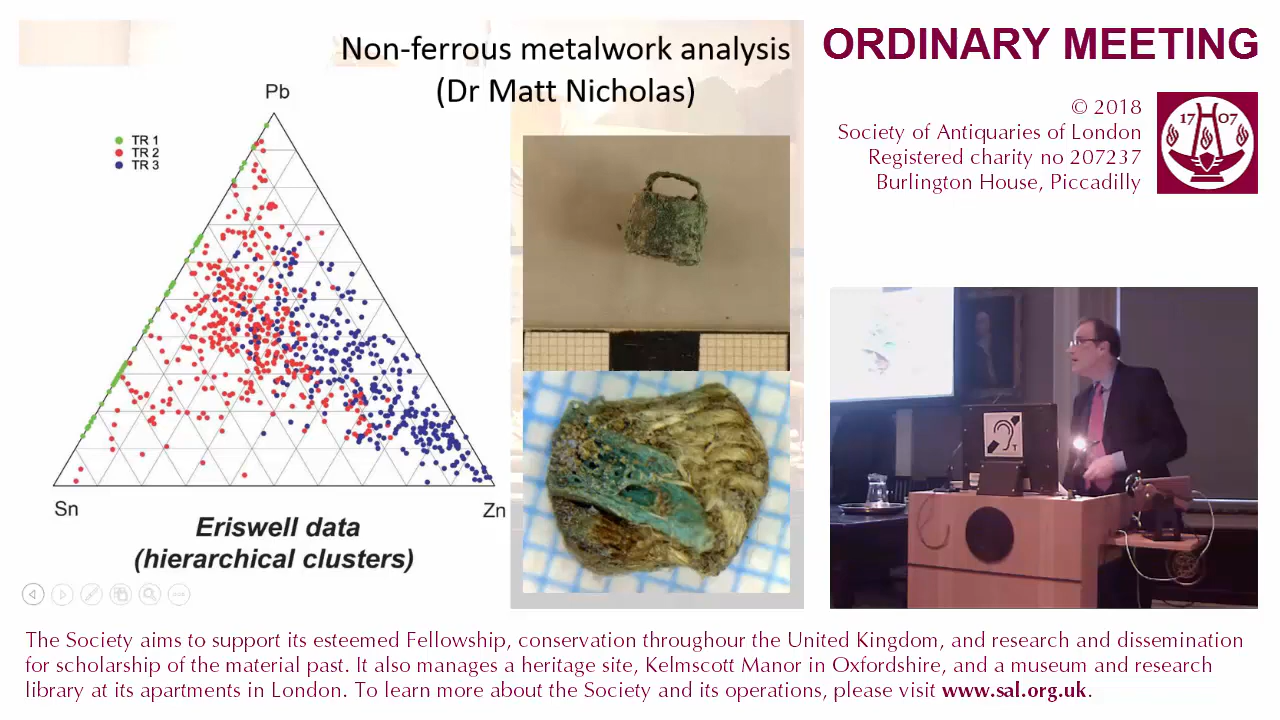 Non-ferrous metalwork analysis
(Dr Matt Nicholas)
Pb
TR 1
TR 2
TR 3
Sn
Zn
Eriswell data
(hierarchical clusters)
ORDINARY MEETING
© 2018
Society of Antiquaries of London
Registered charity no 207237
Burlington House, Piccadilly
17 07
T
The Society aims to support its esteemed Fellowship, conservation throughour the United Kingdom, and research and dissemination
for scholarship of the material past. It also manages a heritage site, Kelmscott Manor in Oxfordshire, and a museum and research
library at its apartments in London. To learn more about the Society and its operations, please visit www.sal.org.uk.